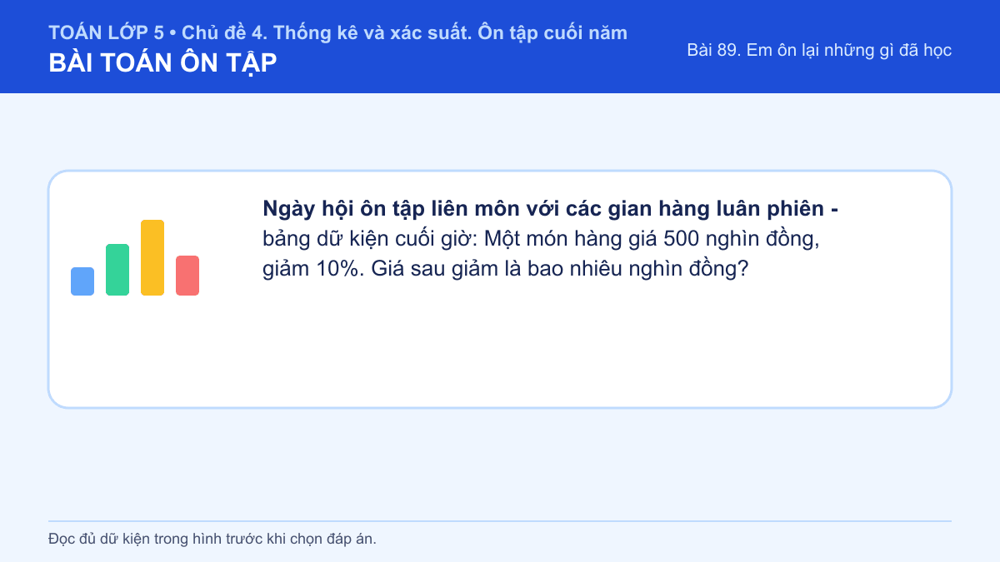 TOÁN LỚP 5 • Chủ đề 4. Thống kê và xác suất. Ôn tập cuối năm
BÀI TOÁN ÔN TẬP
Bài 89. Em ôn lại những gì đã học
Ngày hội ôn tập liên môn với các gian hàng luân phiên -
bảng dữ kiện cuối giờ: Một món hàng giá 500 nghìn đồng,
giảm 10%. Giá sau giảm là bao nhiêu nghìn đồng?
Đọc đủ dữ kiện trong hình trước khi chọn đáp án.